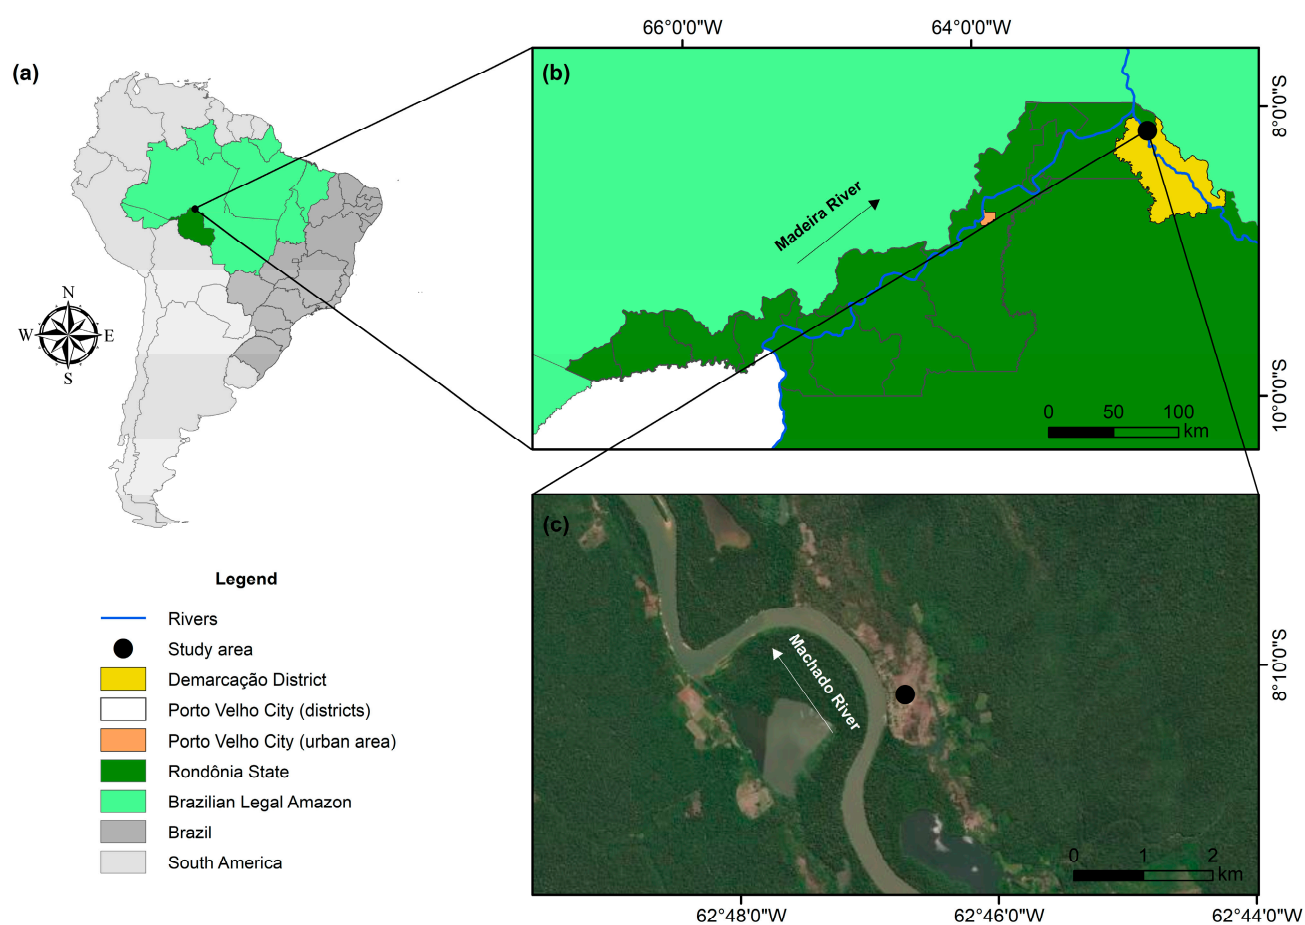 66°0'0"W
64°0'0"W
(a)
(b)
8°0'0"S
Madeira River
N
W
E
S
10°0'0"S
0
50
100
km
(c)
Legend
Rivers
Study area
Demarcação District
Porto Velho City (districts)
Porto Velho City (urban area)
Rondônia State
Brazilian Legal Amazon
Brazil
South America
Machado River
8°10'0"S
0
1
2
km
62°48'0"W
62°46'0"W
62°44'0"W